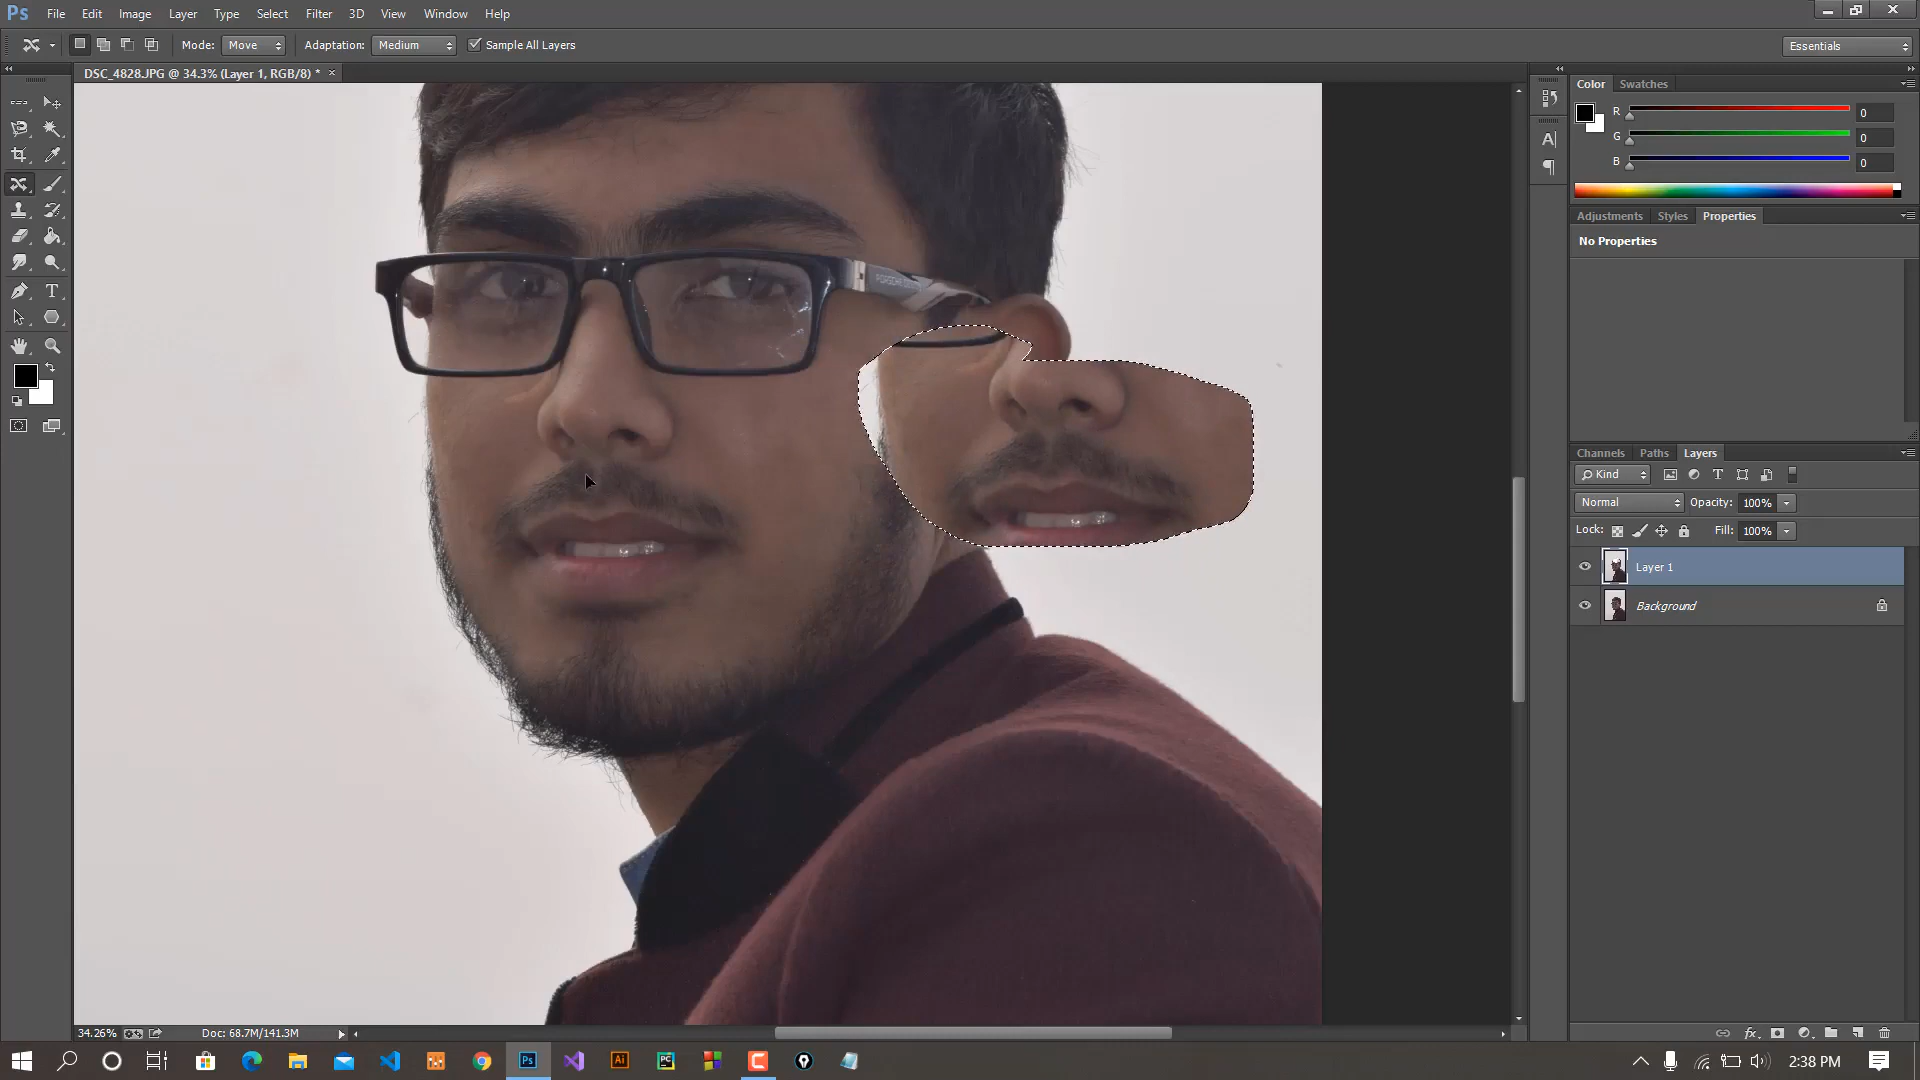 Ps File Edit Image Layer Type Select Filter 3D View Window Help
Mode: Move Adaptation: Medium Sample All Layers Essentials
DSC_4828.JPG @ 34.3% (Layer 1, RGB/8) * ×
Color Swatches
R 0
G 0
B 0
Adjustments Styles Properties
No Properties
Channels Paths Layers
Kind
Normal Opacity: 100%
Lock: Fill: 100%
Layer 1
Background
34.26% Doc: 68.7M/141.3M
2:38 PM